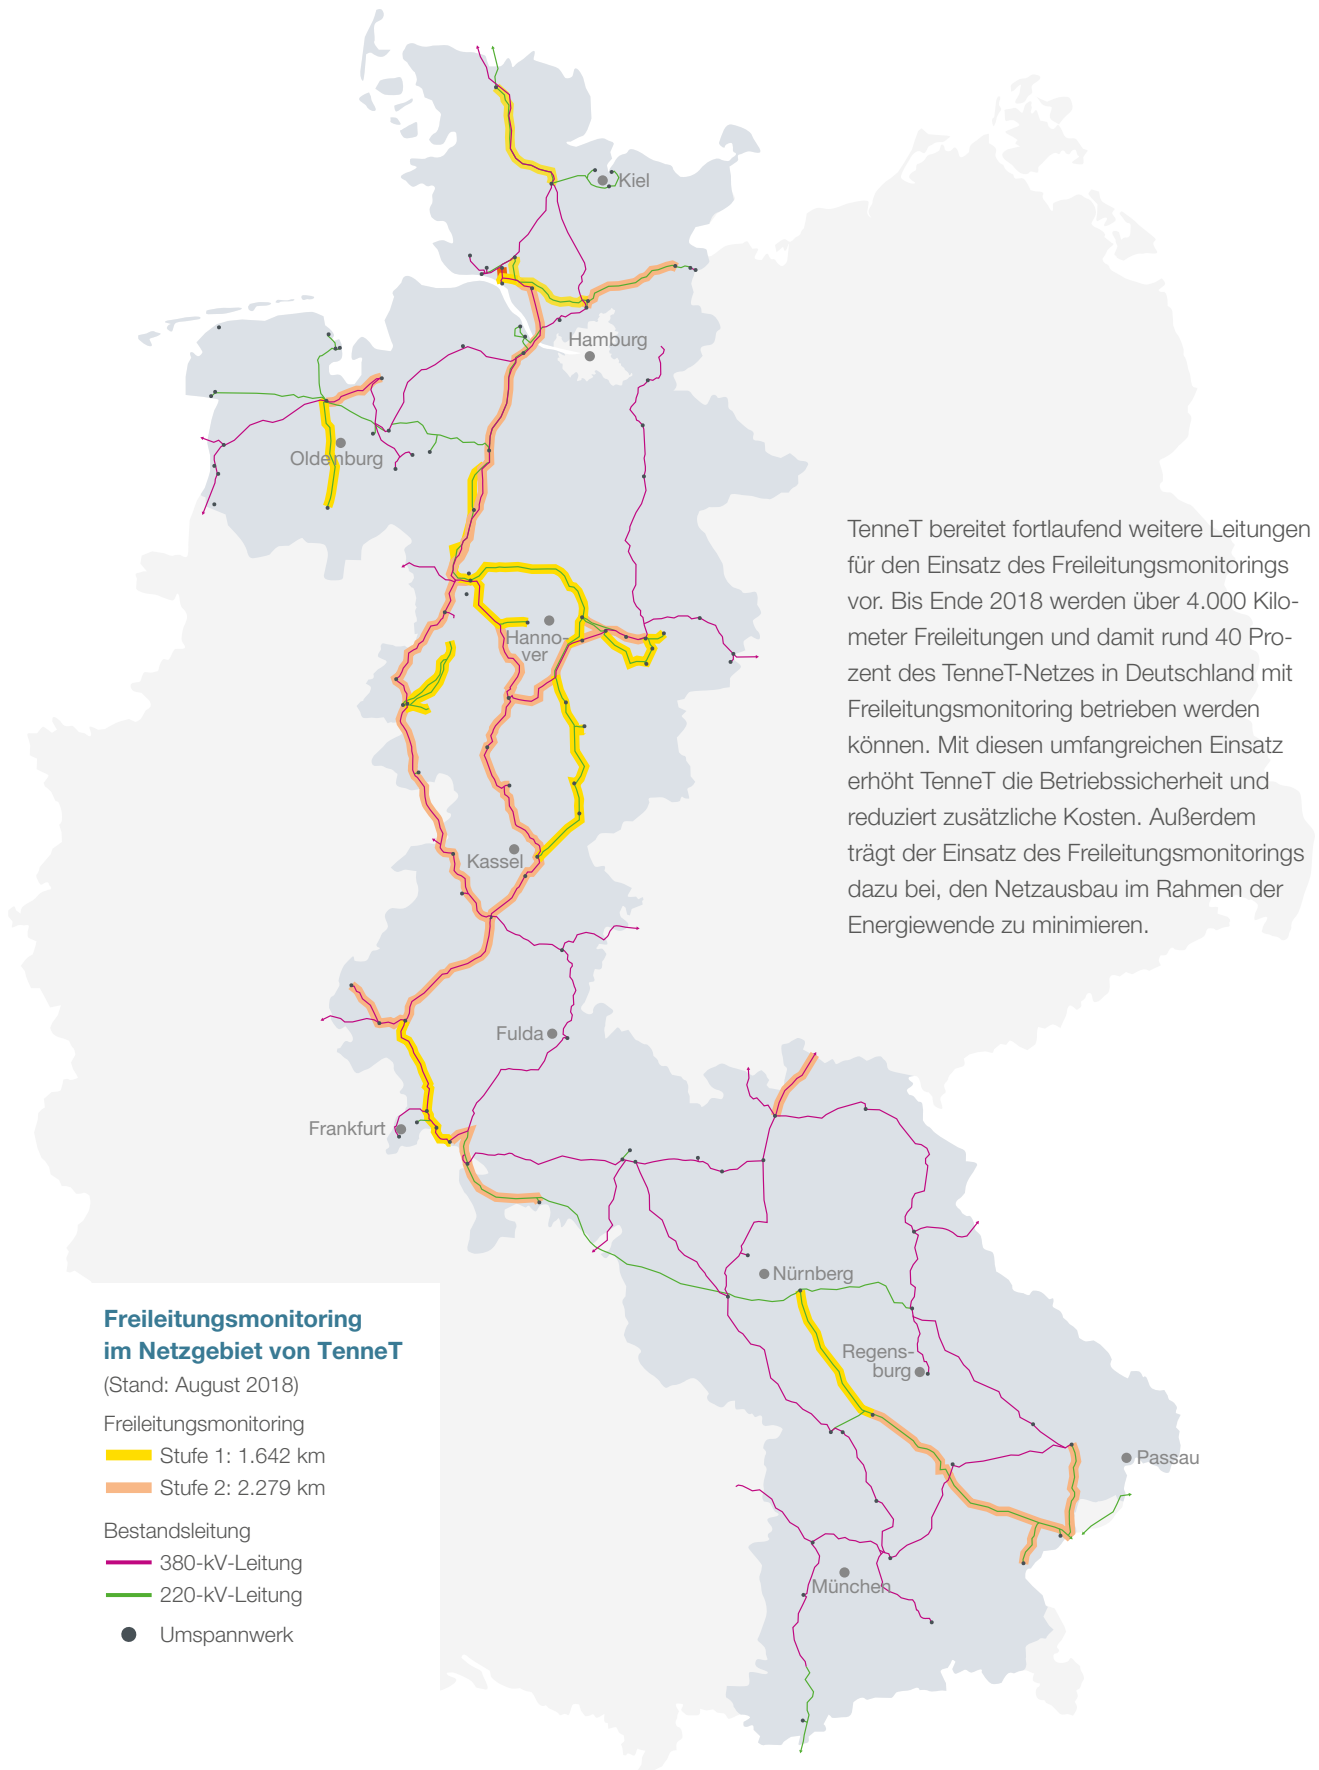 Kiel
Hamburg
Oldenburg
TenneT bereitet fortlaufend weitere Leitungen
für den Einsatz des Freileitungsmonitorings
vor. Bis Ende 2018 werden über 4.000 Kilo-
meter Freileitungen und damit rund 40 Pro-
zent des TenneT-Netzes in Deutschland mit
Freileitungsmonitoring betrieben werden
können. Mit diesen umfangreichen Einsatz
erhöht TenneT die Betriebssicherheit und
reduziert zusätzliche Kosten. Außerdem
trägt der Einsatz des Freileitungsmonitorings
dazu bei, den Netzausbau im Rahmen der
Energiewende zu minimieren.
Hanno-
ver
Kassel
Fulda
Frankfurt
Nürnberg
Regens-
burg
Passau
München
Freileitungsmonitoring
im Netzgebiet von TenneT
(Stand: August 2018)
Freileitungsmonitoring
Stufe 1: 1.642 km
Stufe 2: 2.279 km
Bestandsleitung
380-kV-Leitung
220-kV-Leitung
Umspannwerk